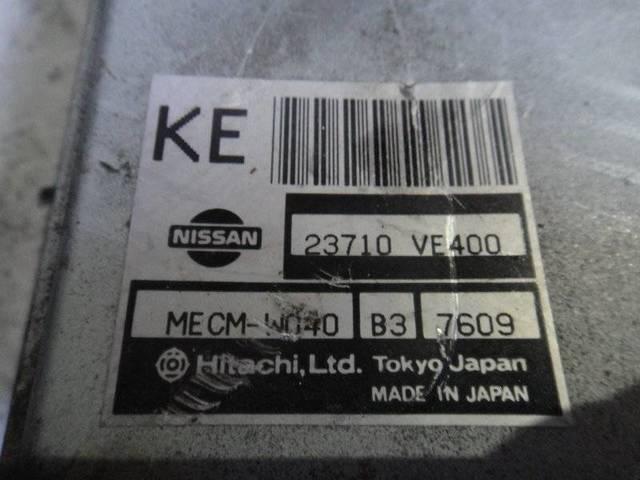 KE
NISSAN
23710 VE400
MECM-W040 B3 7609
Hitachi, Ltd. Tokyo Japan
MADE IN JAPAN